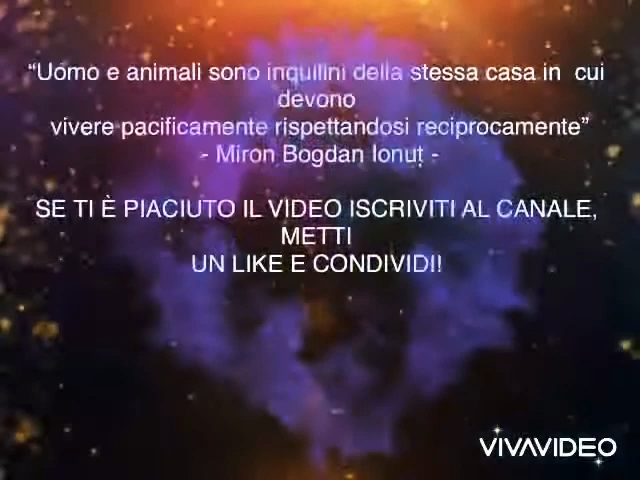 “Uomo e animali sono inquilini della stessa casa in cui
devono
vivere pacificamente rispettandosi reciprocamente”
- Miron Bogdan Ionuț -
SE TI È PIACIUTO IL VIDEO ISCRIVITI AL CANALE,
METTI
UN LIKE E CONDIVIDI!
VIVAVIDEO